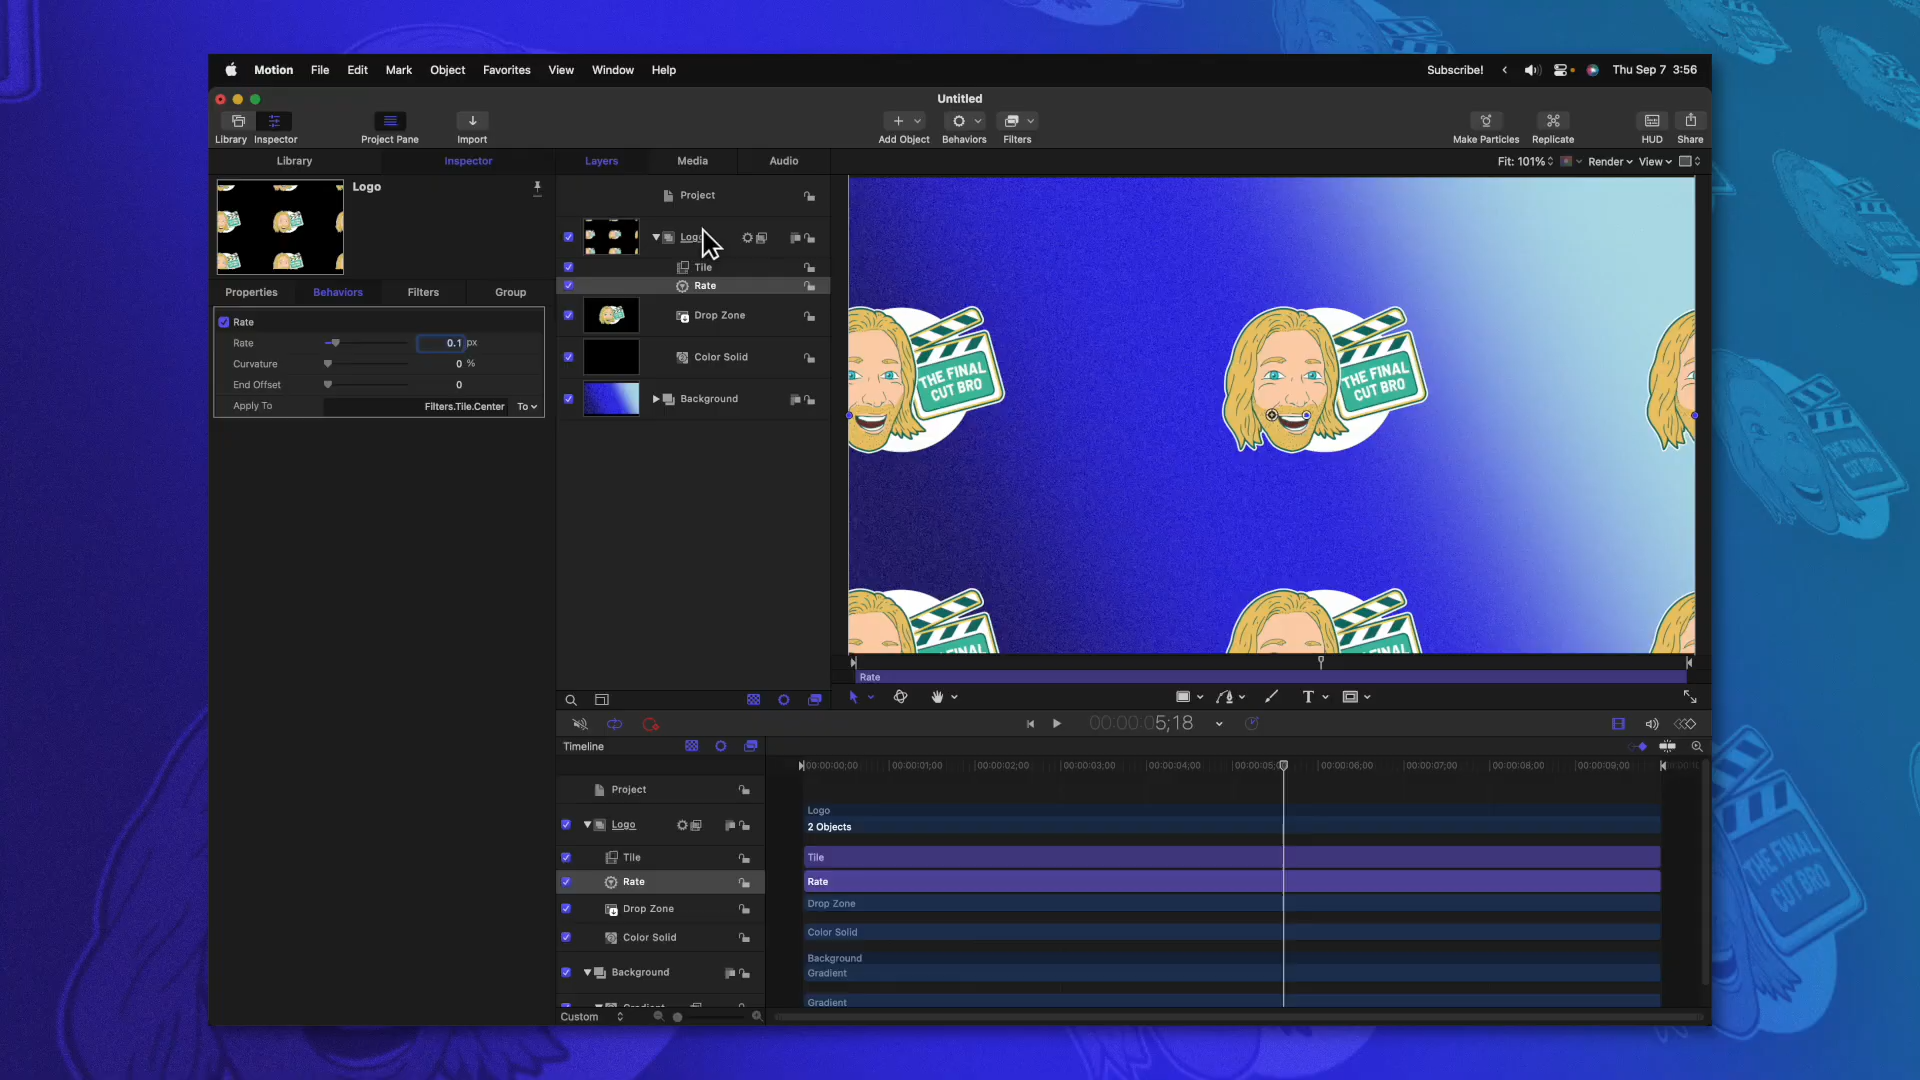 Motion File Edit Mark Object Favorites View Window Help
Subscribe! Thu Sep 7 3:56
Untitled
Library Inspector Project Pane Import
Add Object Behaviors Filters
Make Particles Replicate HUD Share
Library Inspector
Layers Media Audio
Fit: 101% Render View
Logo
Properties Behaviors Filters Group
Rate
Rate 0.1 px
Curvature 0 %
End Offset 0
Apply To Filters.Tile.Center To
Project
Logo
Tile
Rate
Drop Zone
Color Solid
Background
THE FINAL
CUT BRO
THE FINAL
CUT BRO
Rate
T
00:00:05;18
Timeline
00:00:00;00 00:00:01;00 00:00:02;00 00:00:03;00 00:00:04;00 00:00:06;00 00:00:07;00 00:00:08;00 00:00:09;00
Project
Logo
Tile
Rate
Drop Zone
Color Solid
Background
Logo
2 Objects
Tile
Rate
Drop Zone
Color Solid
Background
Gradient
Gradient
Custom
THE FINAL
CUT BRO